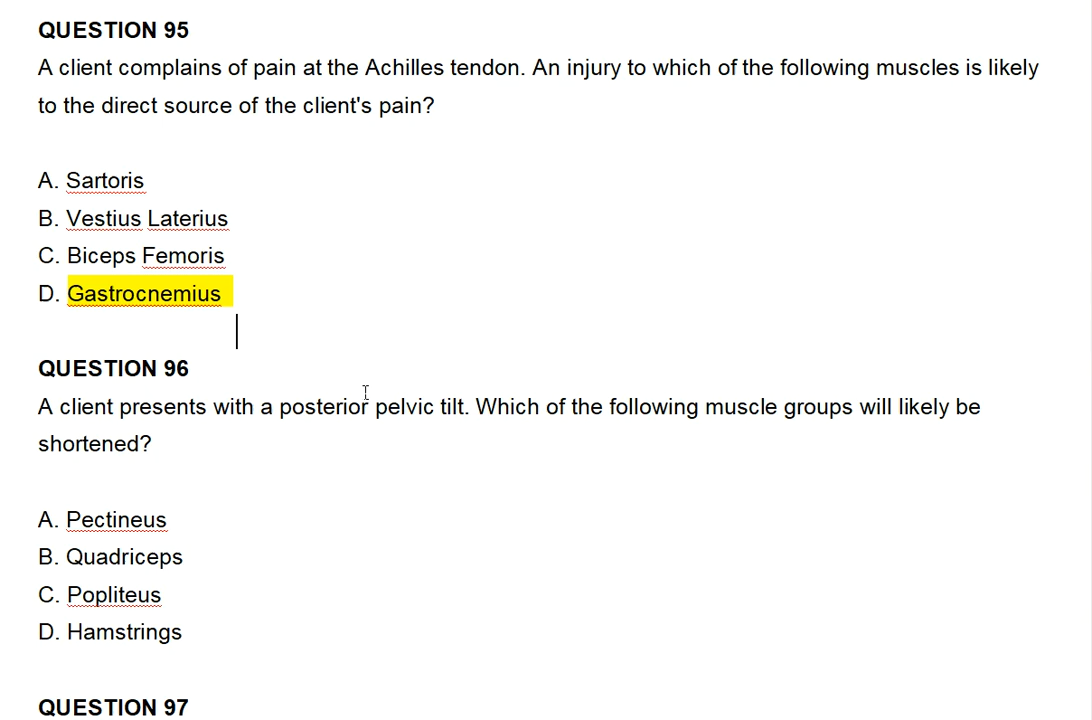 QUESTION 95
A client complains of pain at the Achilles tendon. An injury to which of the following muscles is likely
to the direct source of the client's pain?
A. Sartoris
B. Vestius Laterius
C. Biceps Femoris
D. Gastrocnemius
QUESTION 96
A client presents with a posterior pelvic tilt. Which of the following muscle groups will likely be
shortened?
A. Pectineus
B. Quadriceps
C. Popliteus
D. Hamstrings
QUESTION 97